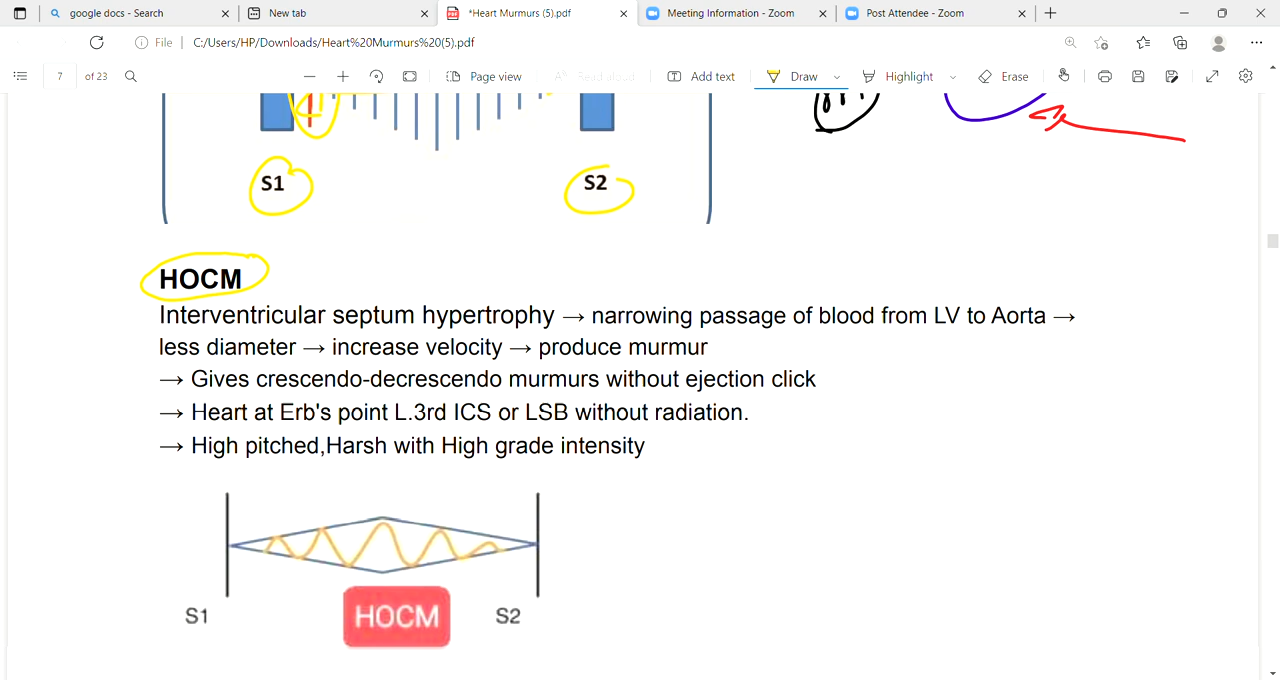 google docs - Search
New tab
*Heart Murmurs (5).pdf
Meeting Information - Zoom
Post Attendee - Zoom
File
C:/Users/HP/Downloads/Heart%20Murmurs%20(5).pdf
7 of 23
Page view
Read aloud
Add text
Draw
Highlight
Erase
S1
S2
HOCM
Interventricular septum hypertrophy → narrowing passage of blood from LV to Aorta →
less diameter → increase velocity → produce murmur
→ Gives crescendo-decrescendo murmurs without ejection click
→ Heart at Erb's point L.3rd ICS or LSB without radiation.
→ High pitched,Harsh with High grade intensity
S1
HOCM
S2